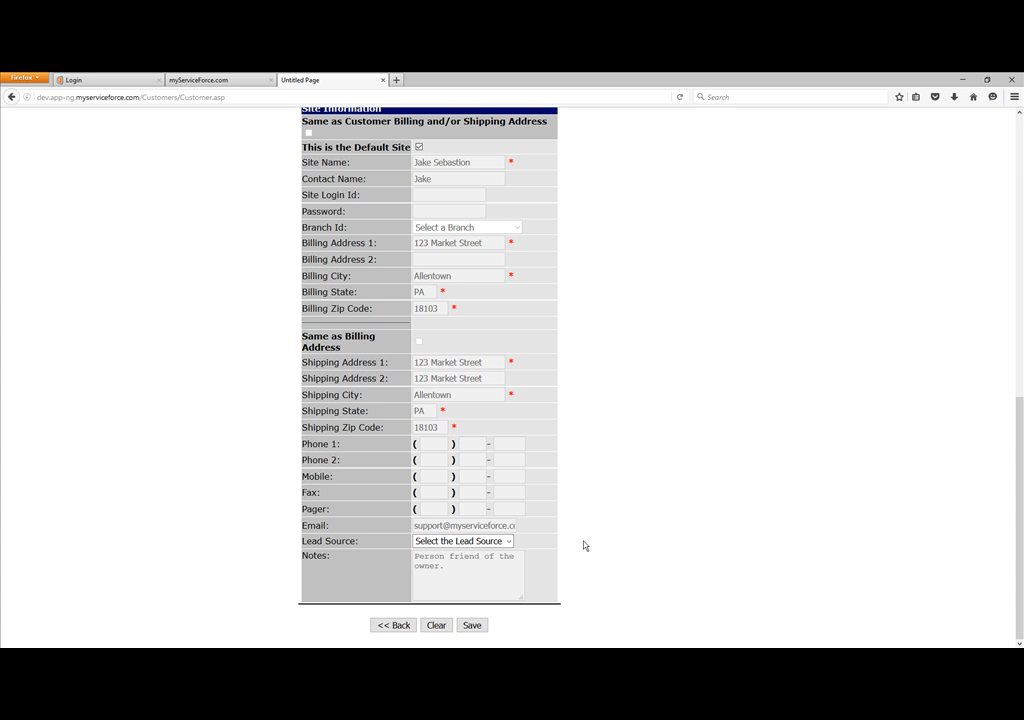 Firefox
Login
myServiceForce.com
Untitled Page
dev.app-ng.myserviceforce.com/Customers/Customer.asp
Search
Site Information
Same as Customer Billing and/or Shipping Address
This is the Default Site
Site Name: Jake Sebastion *
Contact Name: Jake
Site Login Id:
Password:
Branch Id: Select a Branch
Billing Address 1: 123 Market Street *
Billing Address 2:
Billing City: Allentown *
Billing State: PA *
Billing Zip Code: 18103 *
Same as Billing
Address
Shipping Address 1: 123 Market Street *
Shipping Address 2: 123 Market Street
Shipping City: Allentown *
Shipping State: PA *
Shipping Zip Code: 18103 *
Phone 1: ( ) -
Phone 2: ( ) -
Mobile: ( ) -
Fax: ( ) -
Pager: ( ) -
Email: support@myserviceforce.co
Lead Source: Select the Lead Source
Notes: Person friend of the
owner.
<< Back Clear Save